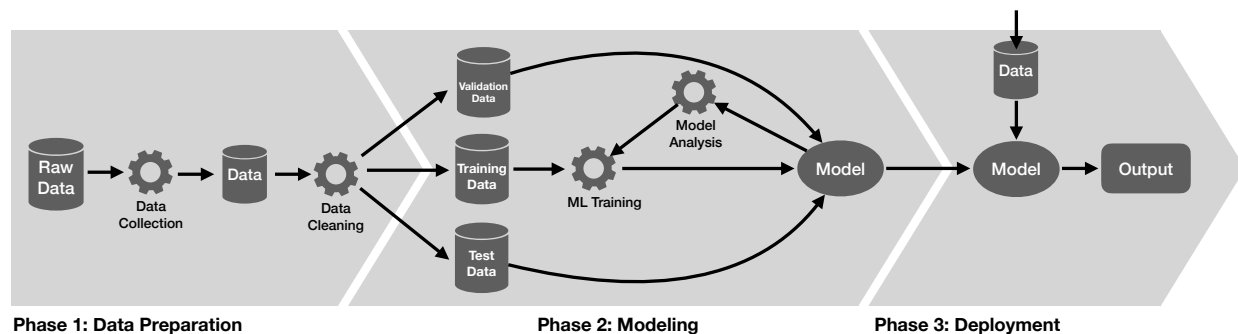 Raw
Data
Data
Collection
Data
Data
Cleaning
Validation
Data
Training
Data
Test
Data
ML Training
Model
Analysis
Model
Data
Model
Output
Phase 1: Data Preparation
Phase 2: Modeling
Phase 3: Deployment